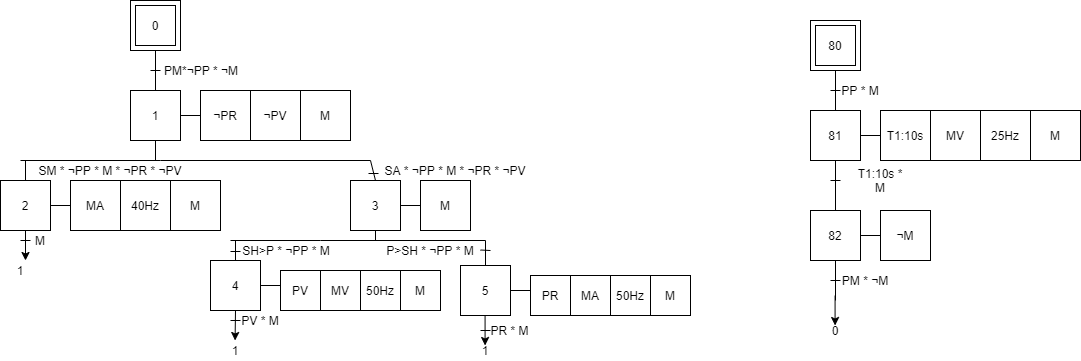 0
80
PM*¬PP * ¬M
PP * M
1
¬PR
¬PV
M
81
T1:10s
MV
25Hz
M
SM * ¬PP * M * ¬PR * ¬PV
SA * ¬PP * M * ¬PR * ¬PV
T1:10s *
M
2
MA
40Hz
M
3
M
82
¬M
M
SH>P * ¬PP * M
P>SH * ¬PP * M
1
4
PV
MV
50Hz
M
5
PR
MA
50Hz
M
PM * ¬M
PV * M
PR * M
0
1
1